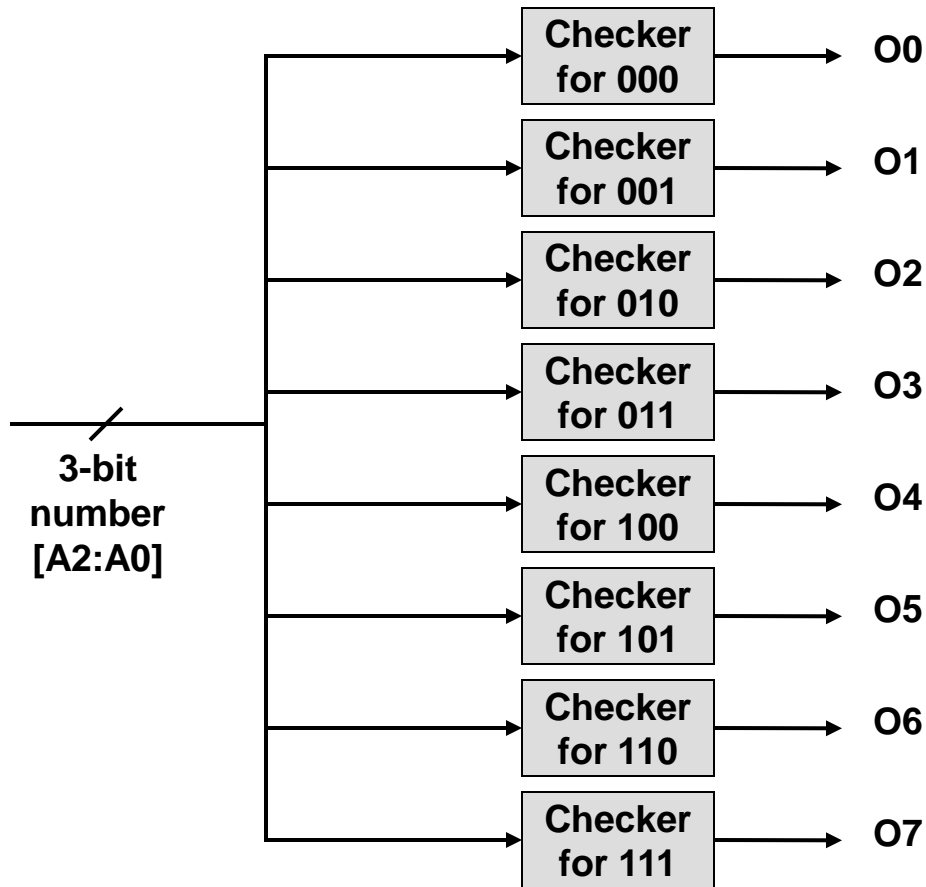 Checker
for 000
O0
Checker
for 001
O1
Checker
for 010
O2
Checker
for 011
O3
3-bit
number
[A2:A0]
Checker
for 100
O4
Checker
for 101
O5
Checker
for 110
O6
Checker
for 111
O7